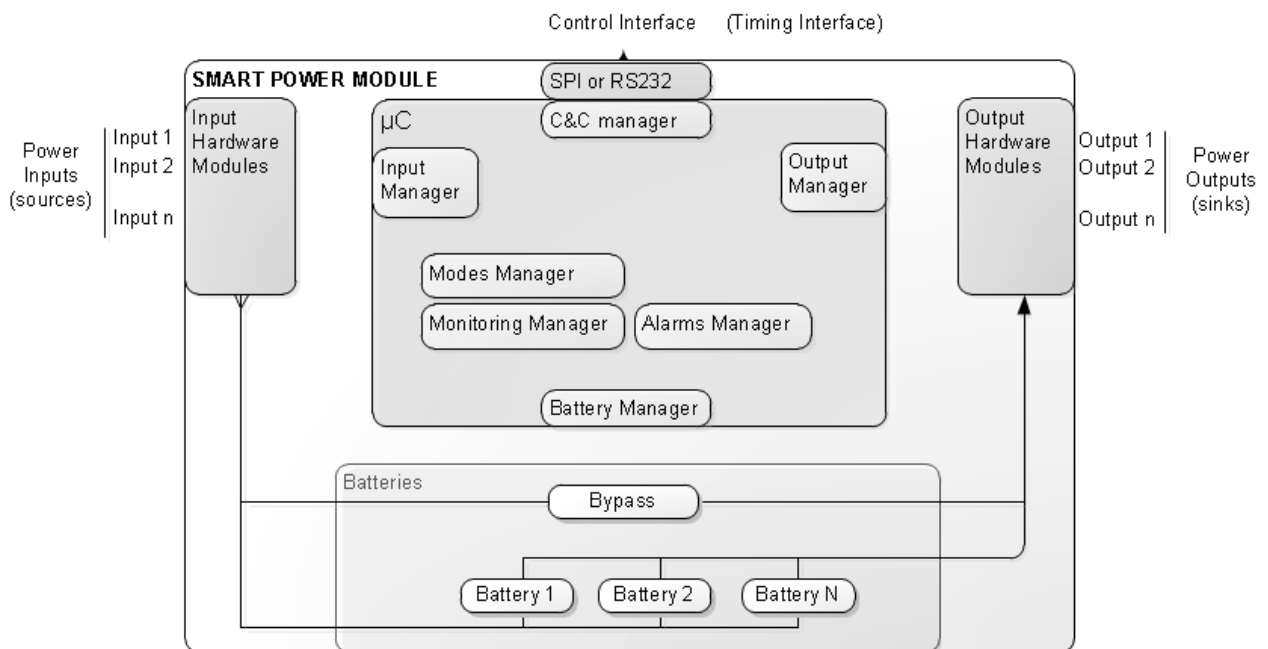 Control Interface (Timing Interface)
SMART POWER MODULE
SPI or RS232
Power
Inputs
(sources)
Input 1
Input 2
Input n
Input
Hardware
Modules
µC
C&C manager
Input
Manager
Output
Manager
Output
Hardware
Modules
Output 1
Output 2
Output n
Power
Outputs
(sinks)
Modes Manager
Monitoring Manager
Alarms Manager
Battery Manager
Batteries
Bypass
Battery 1
Battery 2
Battery N